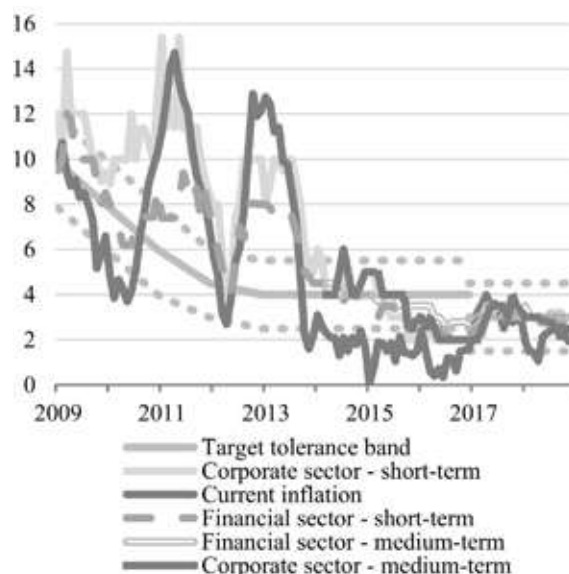 16
14
12
10
8
6
4
2
0
2009 2011 2013 2015 2017
Target tolerance band
Corporate sector - short-term
Current inflation
Financial sector - short-term
Financial sector - medium-term
Corporate sector - medium-term